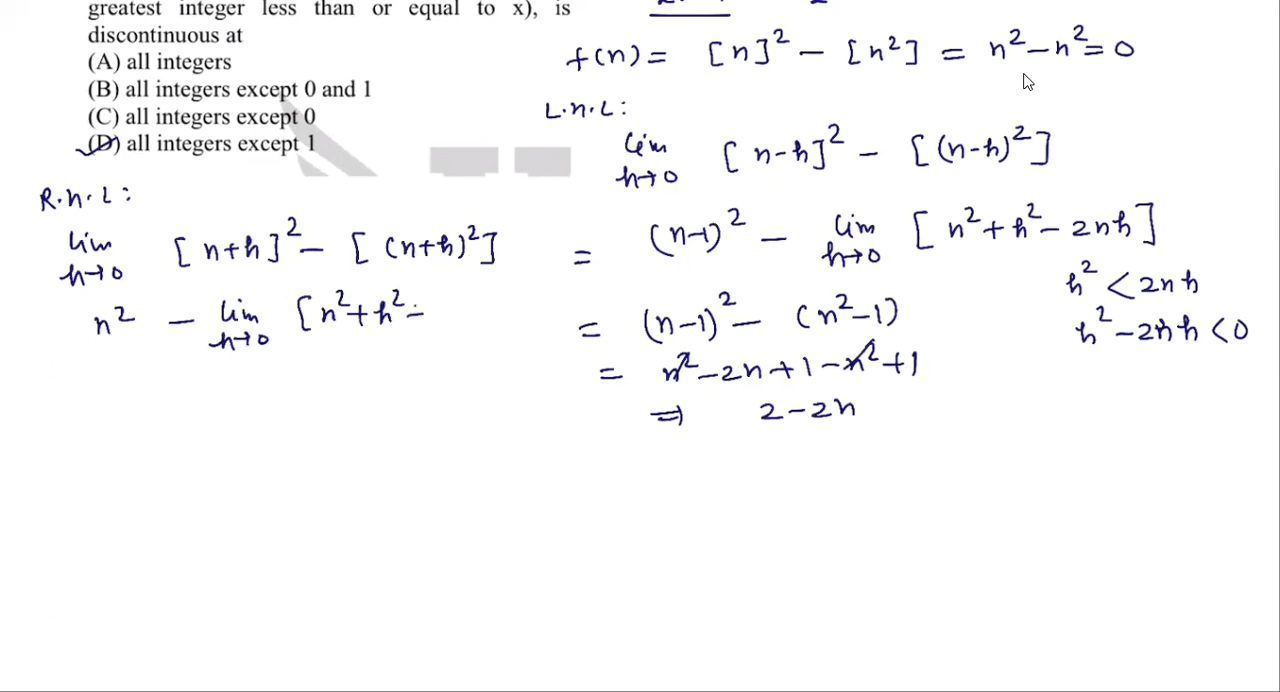 greatest integer less than or equal to x), is
discontinuous at
(A) all integers
(B) all integers except 0 and 1
(C) all integers except 0
(D) all integers except 1
f(n) = [n]² − [n²] = n² − n² = 0
L.h.L:
lim h→0 [n-h]² − [(n-h)²]
= (n-1)² − lim h→0 [n² + h² − 2nh]
h² < 2nh
h² − 2nh < 0
= (n-1)² − (n²-1)
= n² − 2n + 1 − n² + 1
⇒ 2 − 2n
R.h.L:
lim h→0 [n+h]² − [(n+h)²]
n² − lim h→0 [n² + h² =